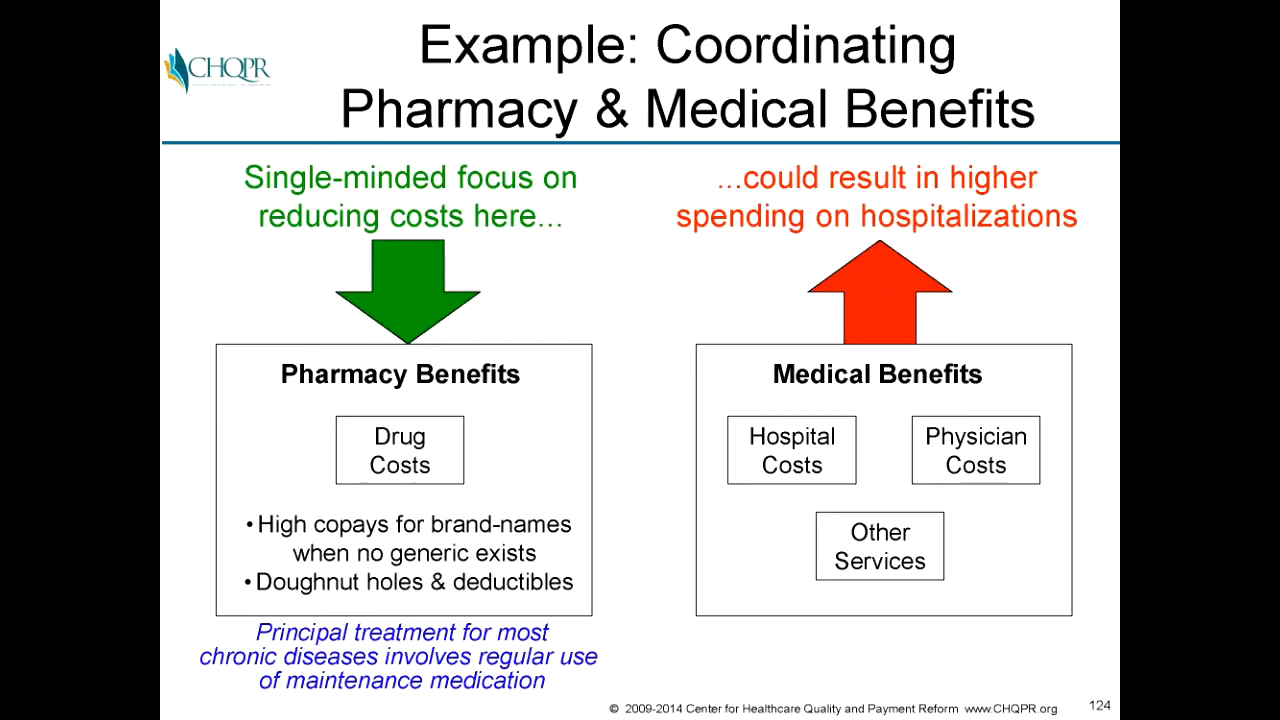 CHQPR
Example: Coordinating
Pharmacy & Medical Benefits
Single-minded focus on
reducing costs here...
...could result in higher
spending on hospitalizations
Pharmacy Benefits
Drug
Costs
• High copays for brand-names
when no generic exists
• Doughnut holes & deductibles
Principal treatment for most
chronic diseases involves regular use
of maintenance medication
Medical Benefits
Hospital
Costs
Physician
Costs
Other
Services
© 2009-2014 Center for Healthcare Quality and Payment Reform www.CHQPR.org
124